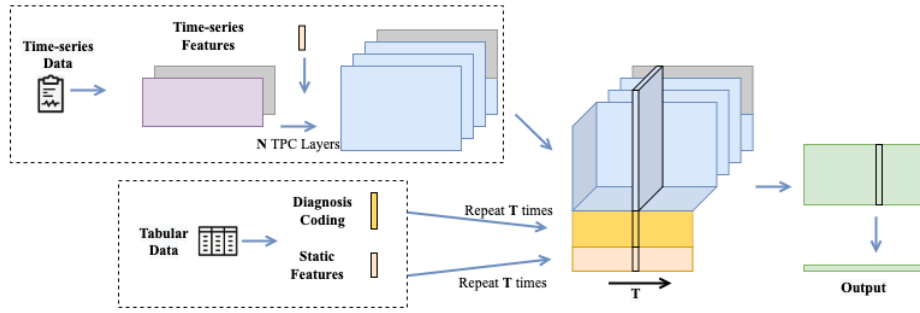 Time-series
Data
Time-series
Features
N TPC Layers
Tabular
Data
Diagnosis
Coding
Static
Features
Repeat T times
Repeat T times
T
Output